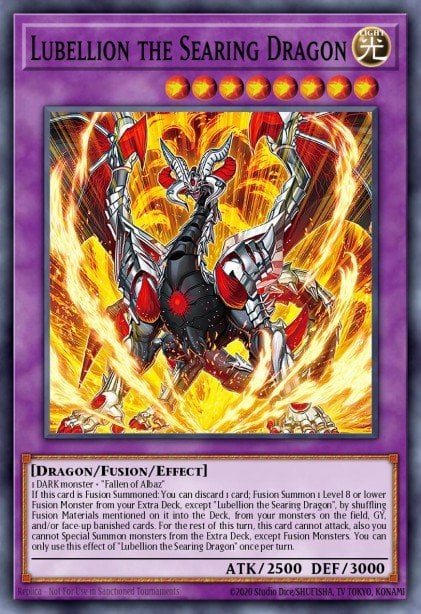 LUBELLION THE SEARING DRAGON
LIGHT
光
[DRAGON/FUSION/EFFECT]
1 DARK monster + "Fallen of Albaz"
If this card is Fusion Summoned: You can discard 1 card; Fusion Summon 1 Level 8 or lower
Fusion Monster from your Extra Deck, except "Lubellion the Searing Dragon", by shuffling
Fusion Materials mentioned on it into the Deck, from your monsters on the field, GY,
and/or face-up banished cards. For the rest of this turn, this card cannot attack, also you
cannot Special Summon monsters from the Extra Deck, except Fusion Monsters. You can
only use this effect of "Lubellion the Searing Dragon" once per turn.
ATK/2500 DEF/3000
Replica - Not For Use in Sanctioned Tournaments
©2020 Studio Dice/SHUEISHA, TV TOKYO, KONAMI